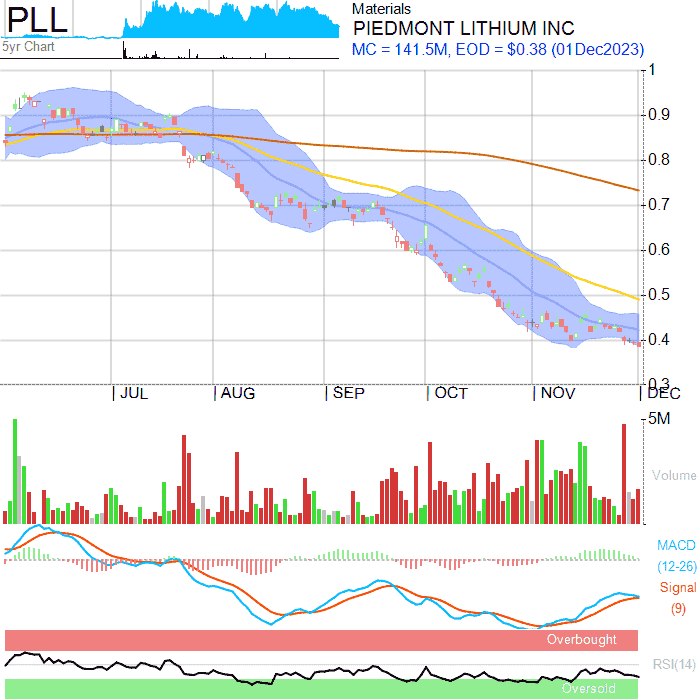 PLL
5yr Chart
Materials
PIEDMONT LITHIUM INC
MC = 141.5M, EOD = $0.38 (01Dec2023)
1
0.9
0.8
0.7
0.6
0.5
0.4
0.3
JUL AUG SEP OCT NOV DEC
5M
Volume
MACD
(12-26)
Signal
(9)
Overbought
RSI(14)
Oversold